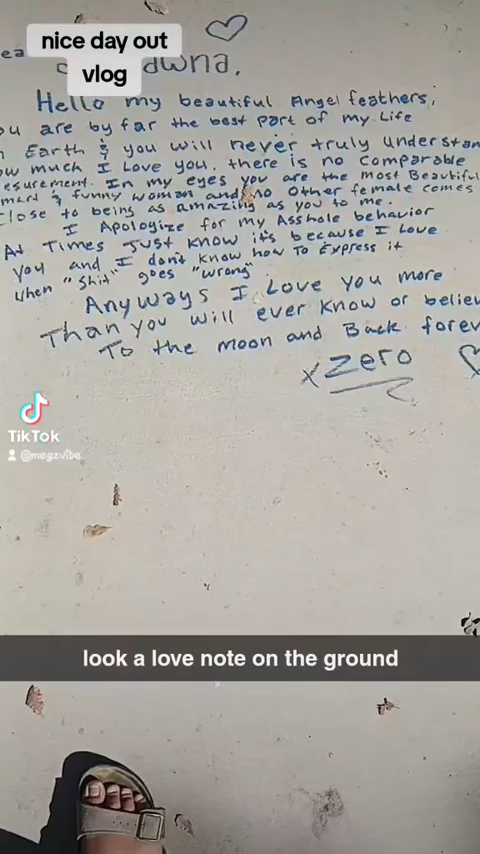 nice day out
vlog
awna.
Hello my beautiful Angel feathers,
are by far the best part of my Life
Earth & you will never truly understan
much I Love you, there is no comparable
esurement. In my eyes you are the most Beautiful
mart & funny woman and no other female comes
Close to being as amazing as you to me.
I Apologize for my Asshole behavior
At Times Just know it's because I Love
you and I don't know how To Express it
when "shit" goes "wrong"
Anyways I Love you more
Than you will ever know or believ
To the moon and Back forev
x Zero
TikTok
@megzvibe
look a love note on the ground